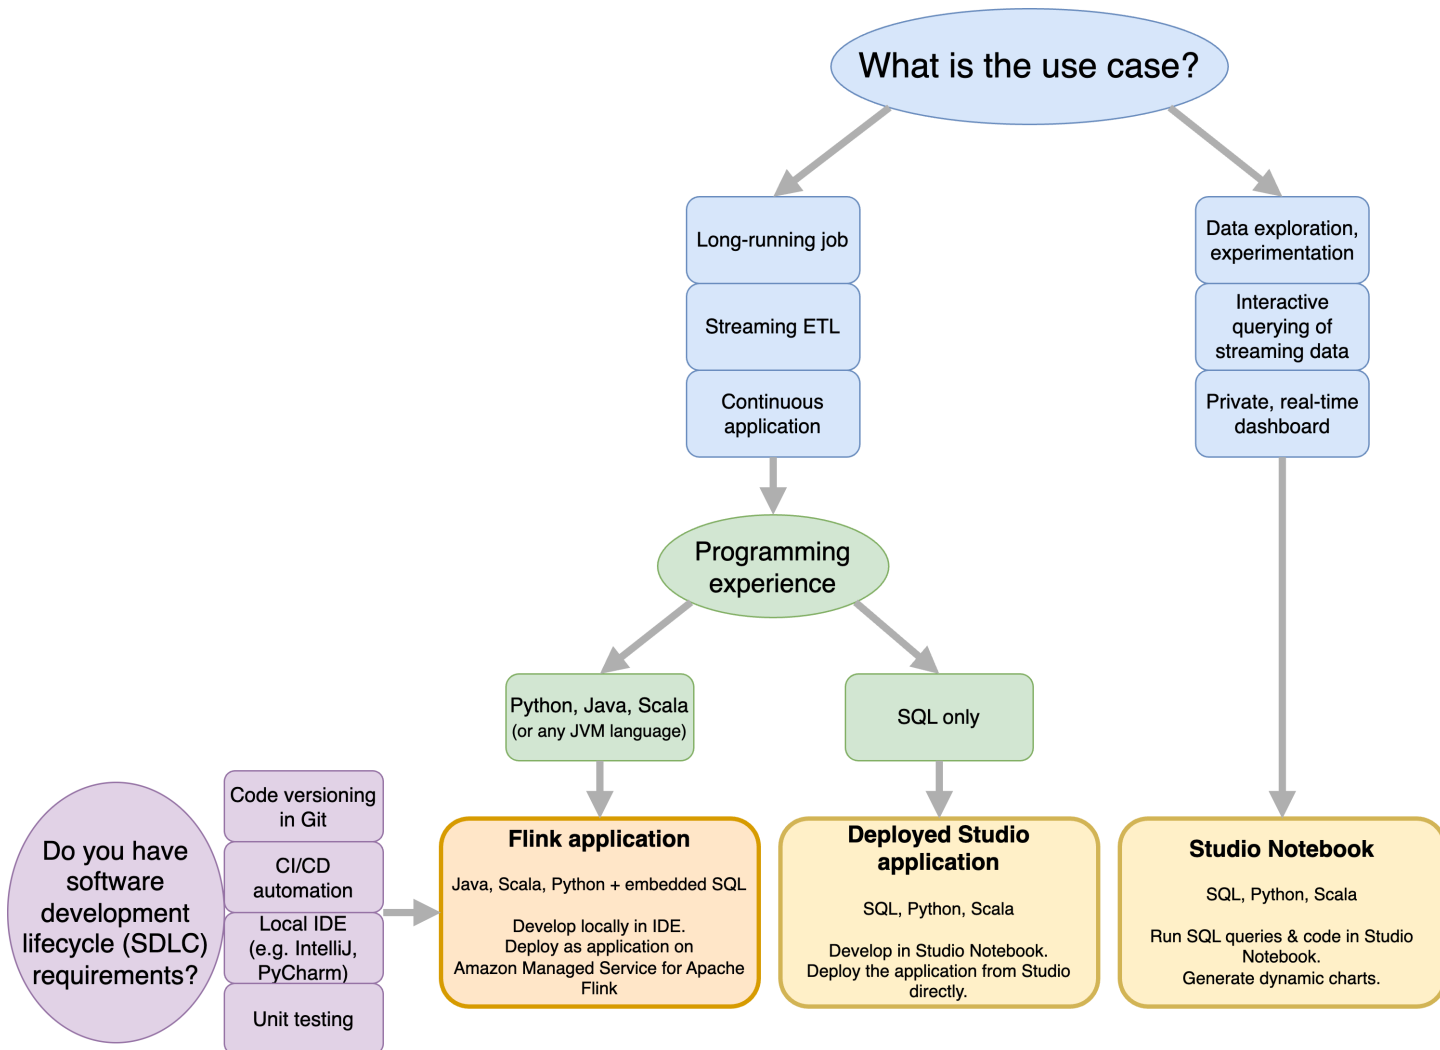 What is the use case?
Long-running job
Streaming ETL
Continuous
application
Data exploration,
experimentation
Interactive
querying of
streaming data
Private, real-time
dashboard
Programming
experience
Python, Java, Scala
(or any JVM language)
SQL only
Do you have
software
development
lifecycle (SDLC)
requirements?
Code versioning
in Git
CI/CD
automation
Local IDE
(e.g. IntelliJ,
PyCharm)
Unit testing
Flink application
Java, Scala, Python + embedded SQL
Develop locally in IDE.
Deploy as application on
Amazon Managed Service for Apache
Flink
Deployed Studio
application
SQL, Python, Scala
Develop in Studio Notebook.
Deploy the application from Studio
directly.
Studio Notebook
SQL, Python, Scala
Run SQL queries & code in Studio
Notebook.
Generate dynamic charts.